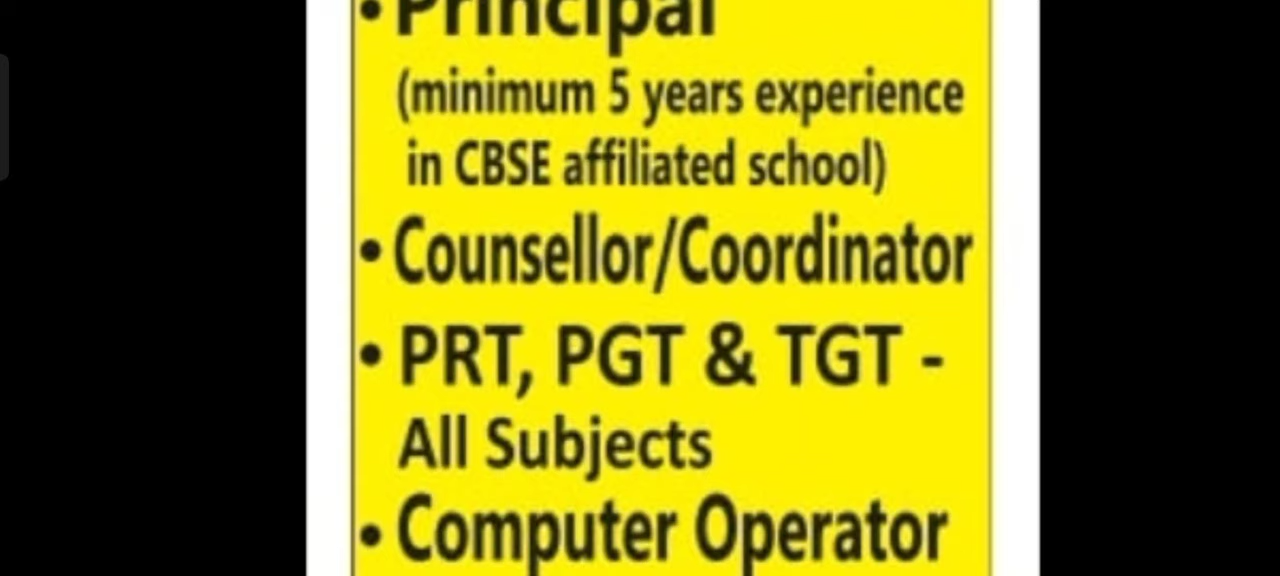 • Principal
(minimum 5 years experience
in CBSE affiliated school)
• Counsellor/Coordinator
• PRT, PGT & TGT -
All Subjects
• Computer Operator